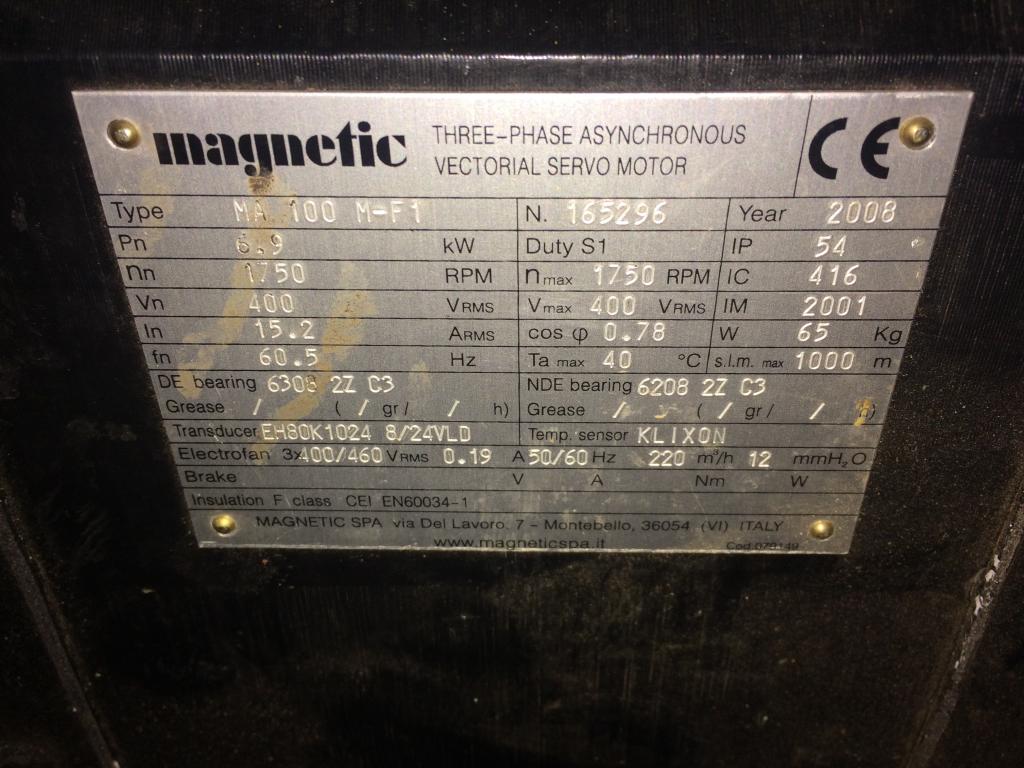 magnetic THREE-PHASE ASYNCHRONOUS
VECTORIAL SERVO MOTOR CE
Type MA 100 M-F1 N. 165296 Year 2008
Pn 6.9 kW Duty S1 IP 54
nn 1750 RPM nmax 1750 RPM IC 416
Vn 400 VRMS Vmax 400 VRMS IM 2001
In 15.2 ARMS cos φ 0.78 W 65 Kg
fn 60.5 Hz Ta max 40 °C s.l.m. max 1000 m
DE bearing 6308 2Z C3 NDE bearing 6208 2Z C3
Grease / ( / gr/ / h) Grease / ( / gr/ / h)
Transducer EH80K1024 8/24VLD Temp. sensor KLIXON
Electrofan 3x400/460 VRMS 0.19 A 50/60 Hz 220 m³/h 12 mmH₂O
Brake V A Nm W
Insulation F class CEI EN60034-1
MAGNETIC SPA via Del Lavoro, 7 - Montebello, 36054 (VI) ITALY
www.magneticspa.it Cod.079149